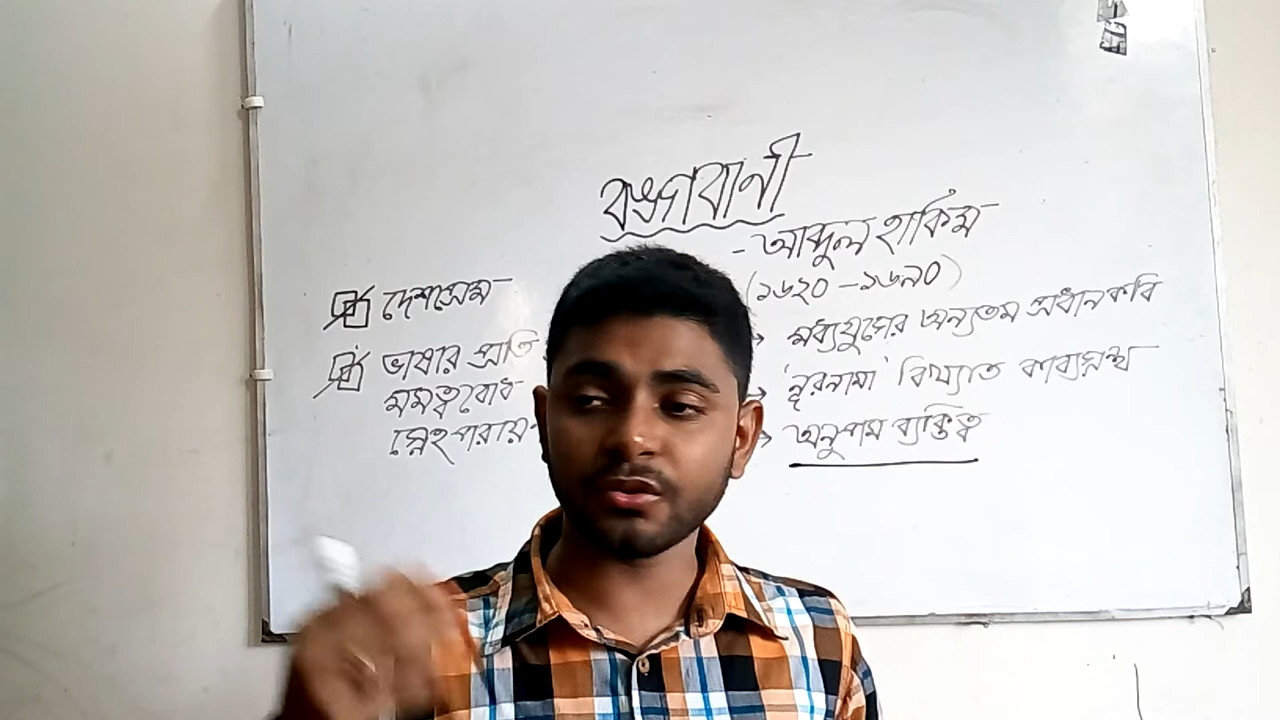 বঙ্গবাণী
- আব্দুল হাকিম
(১৬২০ - ১৬৯০)
→ মধ্যযুগের অন্যতম প্রধান কবি
→ 'নূরনামা' বিখ্যাত কাব্যগ্রন্থ
→ অনুপম ব্যক্তিত্ব
দেশপ্রেম
ভাষার প্রতি
মমত্ববোধ
স্নেহপরায়